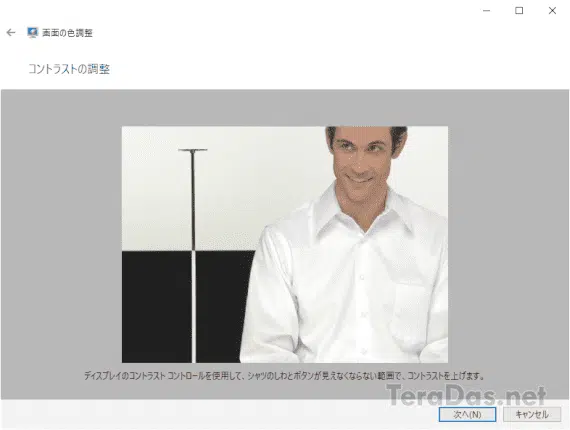 画面の色調整
コントラストの調整
ディスプレイのコントラスト コントロールを使用して、シャツのしわとボタンが見えなくならない範囲で、コントラストを上げます。
TeraDas.net
次へ(N)
キャンセル